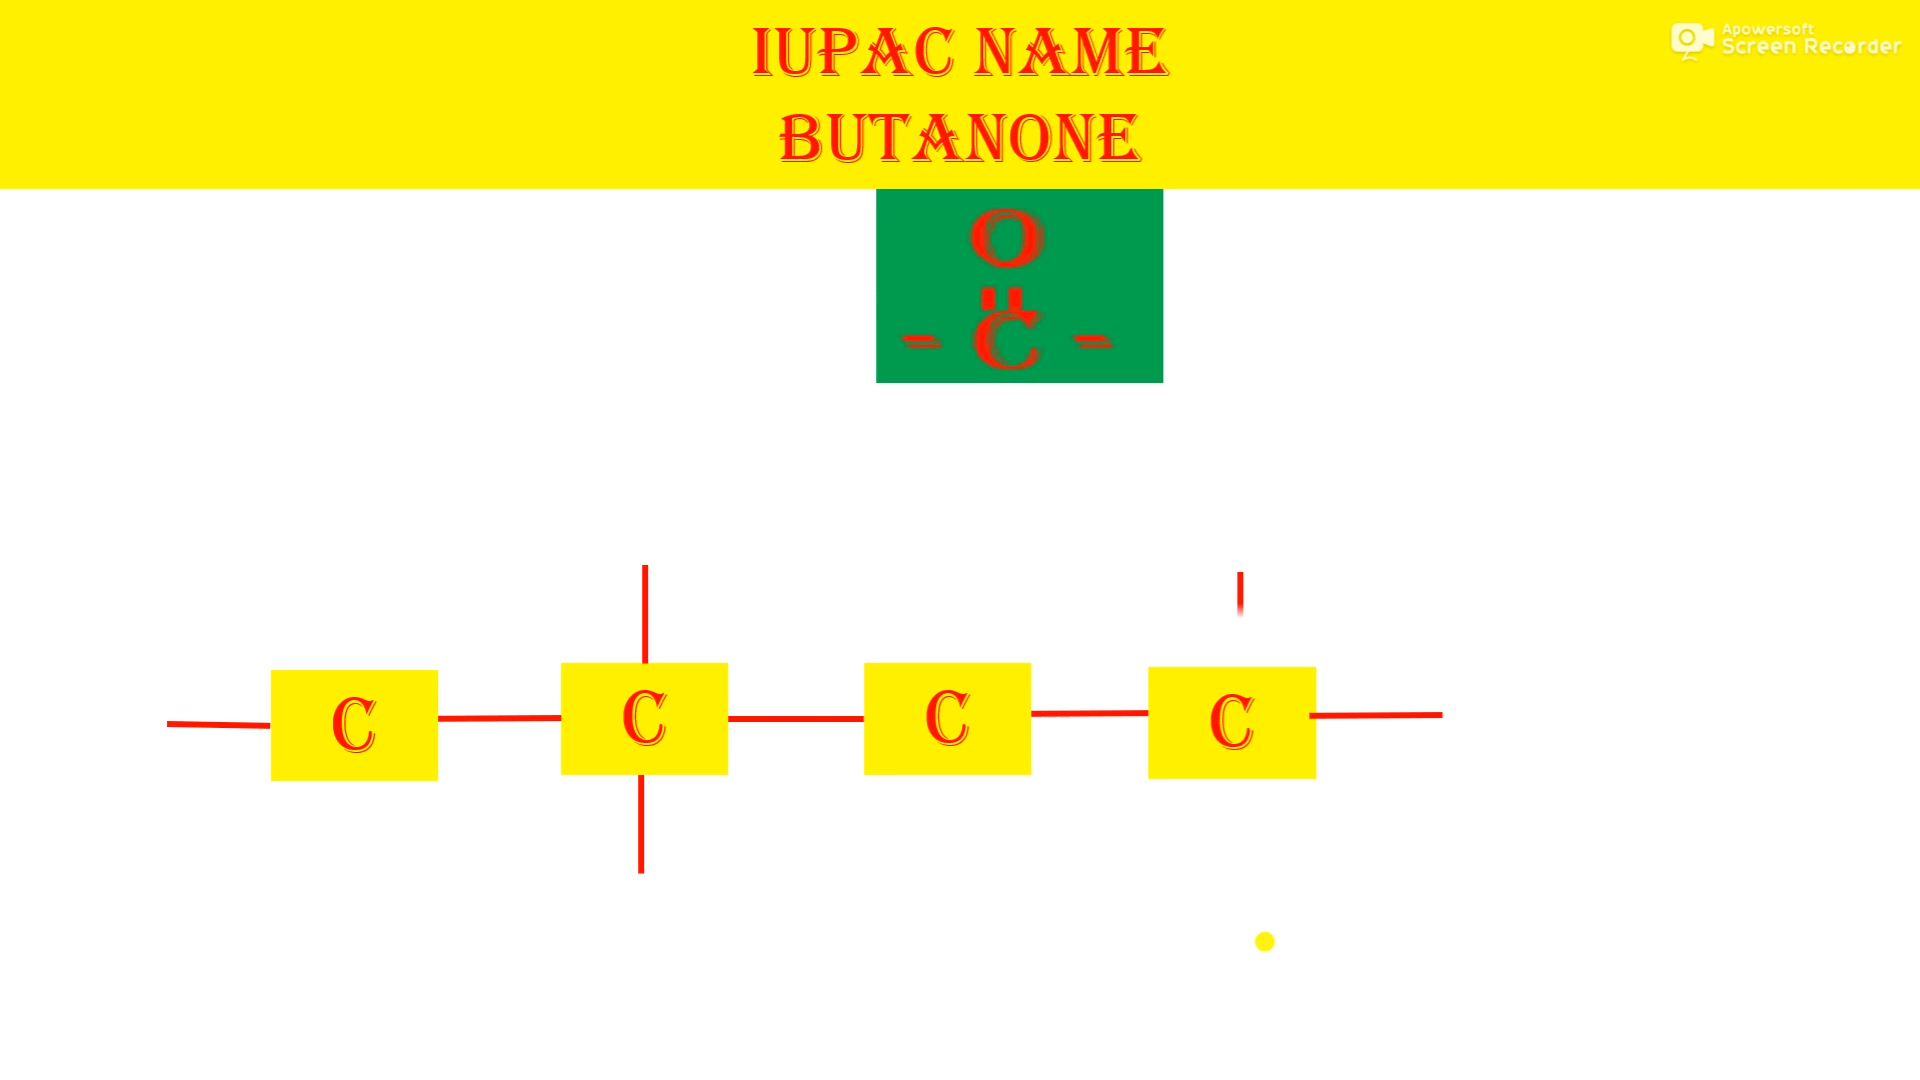 IUPAC NAME
BUTANONE
Apowersoft
Screen Recorder
O
- C -
C C C C